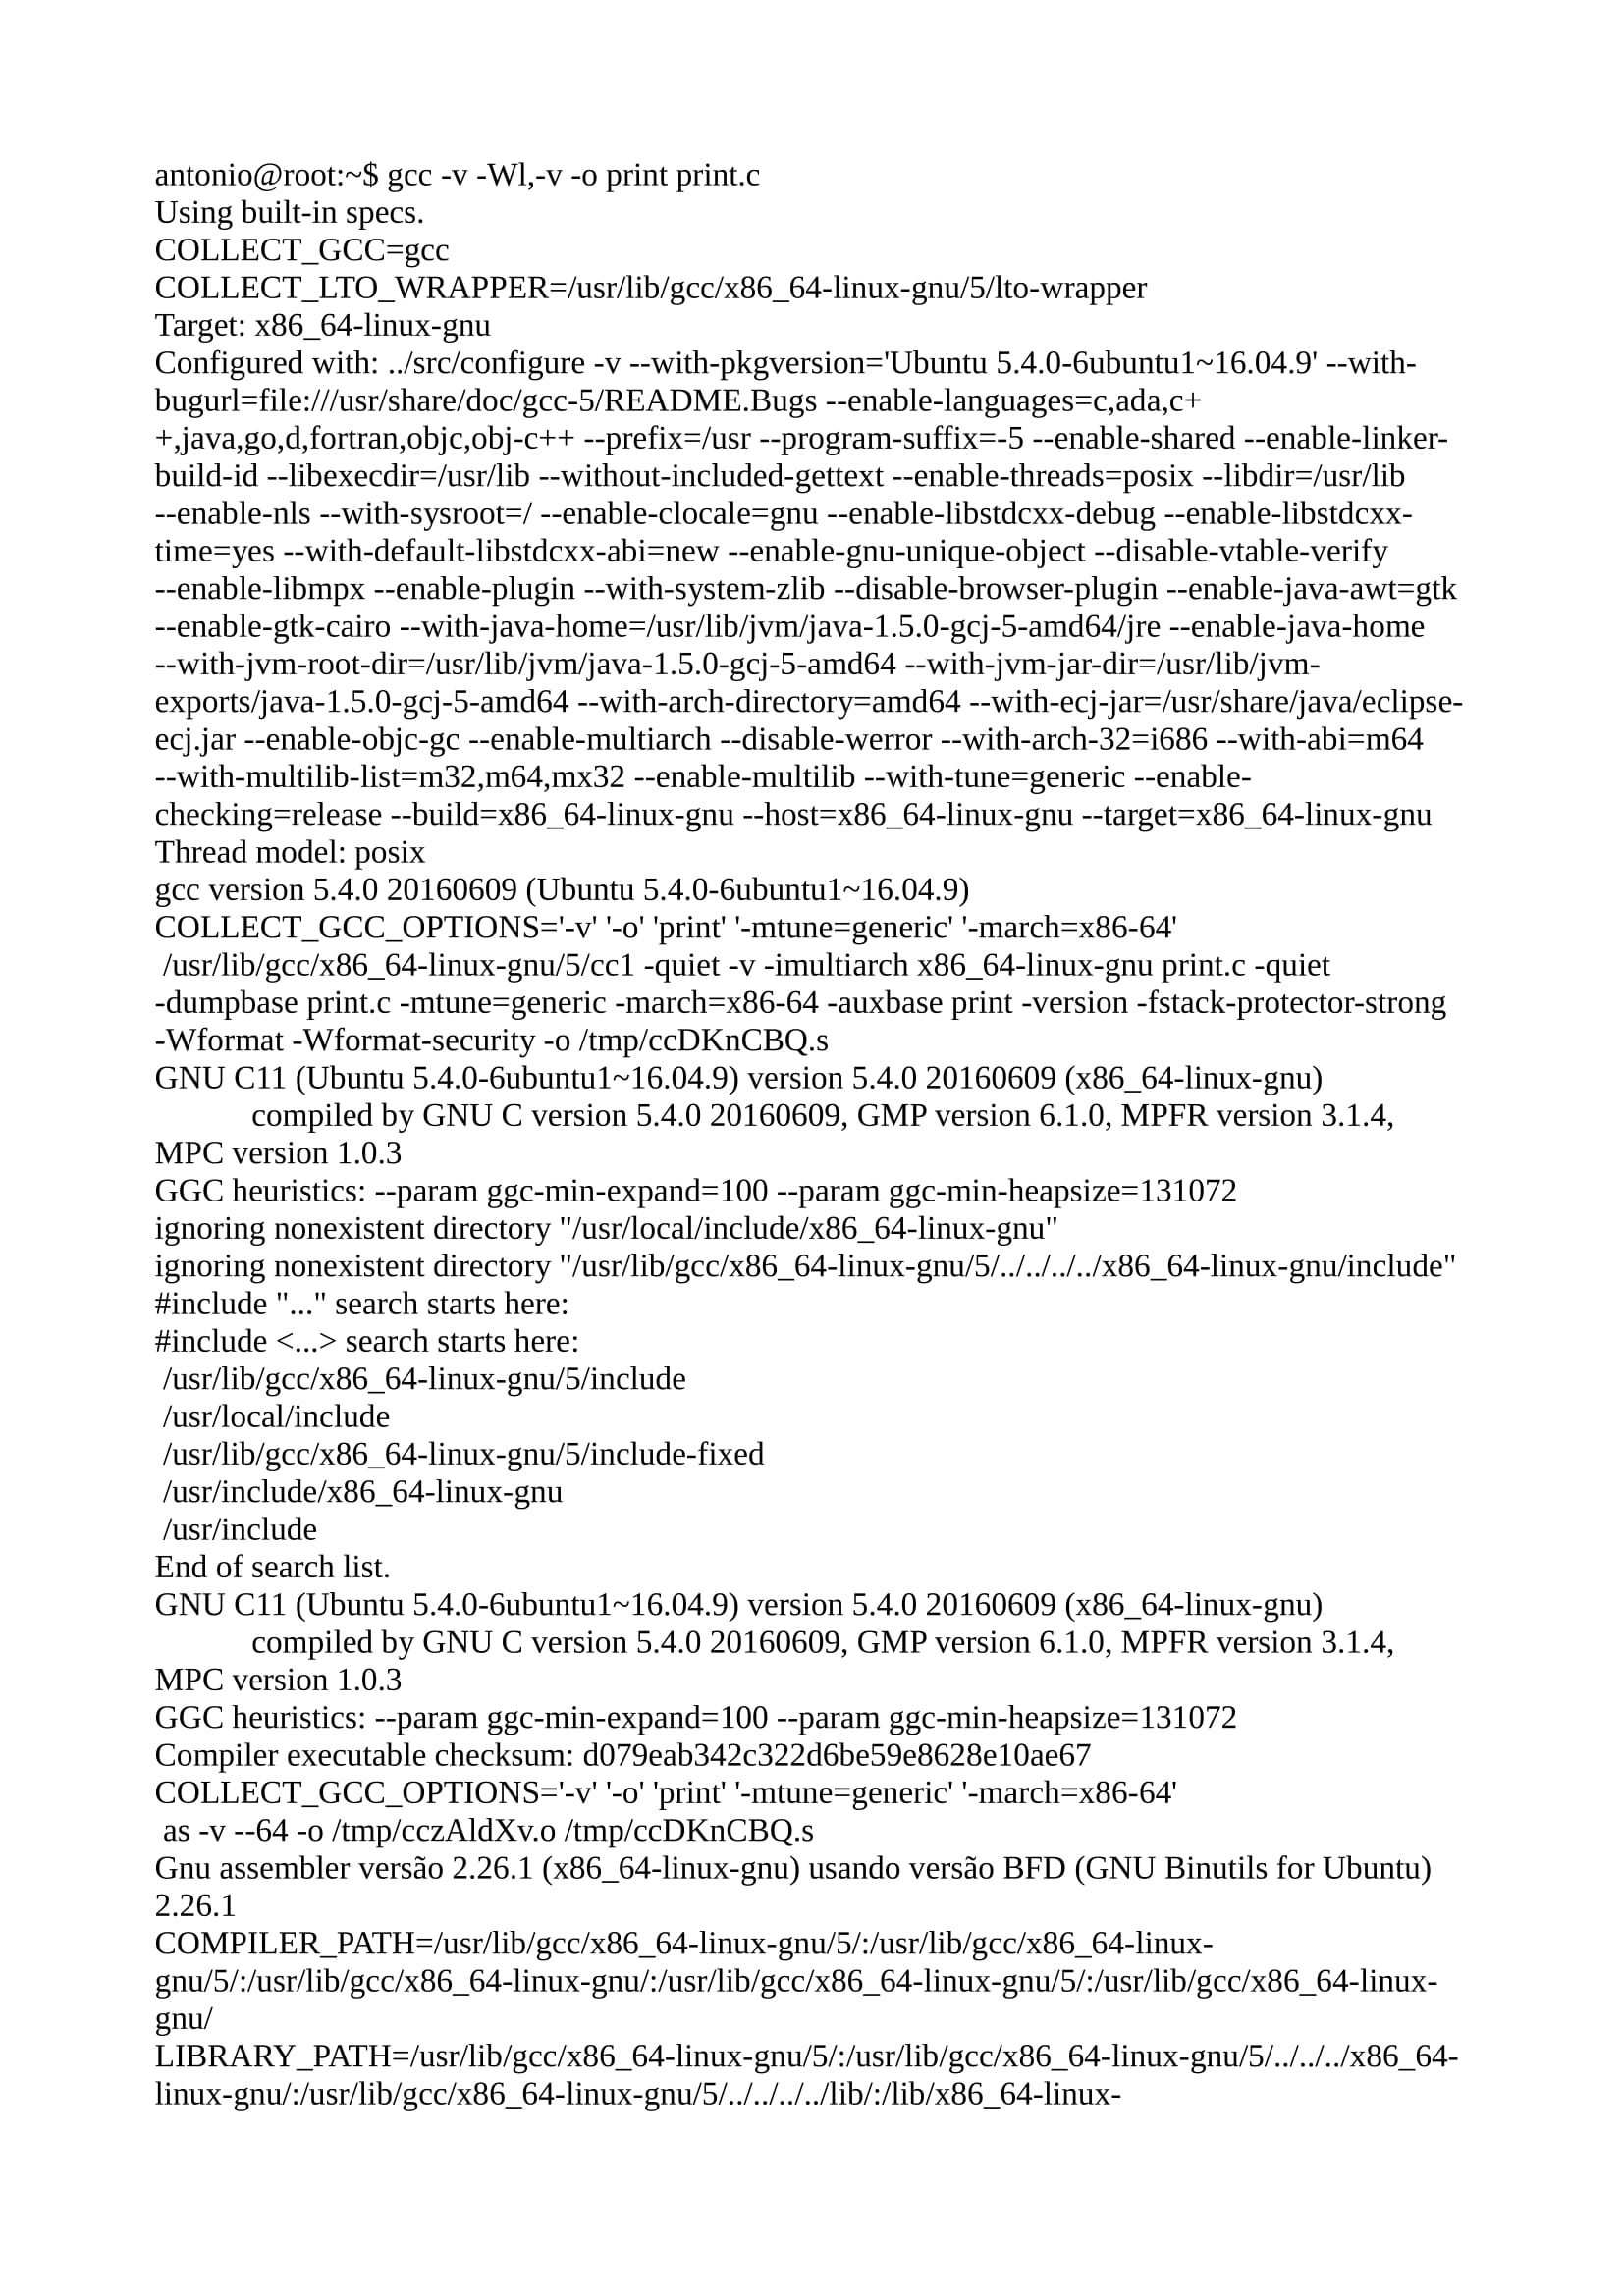 antonio@root:~$ gcc -v -Wl,-v -o print print.c
Using built-in specs.
COLLECT_GCC=gcc
COLLECT_LTO_WRAPPER=/usr/lib/gcc/x86_64-linux-gnu/5/lto-wrapper
Target: x86_64-linux-gnu
Configured with: ../src/configure -v --with-pkgversion='Ubuntu 5.4.0-6ubuntu1~16.04.9' --with-
bugurl=file:///usr/share/doc/gcc-5/README.Bugs --enable-languages=c,ada,c+
+,java,go,d,fortran,objc,obj-c++ --prefix=/usr --program-suffix=-5 --enable-shared --enable-linker-
build-id --libexecdir=/usr/lib --without-included-gettext --enable-threads=posix --libdir=/usr/lib
--enable-nls --with-sysroot=/ --enable-clocale=gnu --enable-libstdcxx-debug --enable-libstdcxx-
time=yes --with-default-libstdcxx-abi=new --enable-gnu-unique-object --disable-vtable-verify
--enable-libmpx --enable-plugin --with-system-zlib --disable-browser-plugin --enable-java-awt=gtk
--enable-gtk-cairo --with-java-home=/usr/lib/jvm/java-1.5.0-gcj-5-amd64/jre --enable-java-home
--with-jvm-root-dir=/usr/lib/jvm/java-1.5.0-gcj-5-amd64 --with-jvm-jar-dir=/usr/lib/jvm-
exports/java-1.5.0-gcj-5-amd64 --with-arch-directory=amd64 --with-ecj-jar=/usr/share/java/eclipse-
ecj.jar --enable-objc-gc --enable-multiarch --disable-werror --with-arch-32=i686 --with-abi=m64
--with-multilib-list=m32,m64,mx32 --enable-multilib --with-tune=generic --enable-
checking=release --build=x86_64-linux-gnu --host=x86_64-linux-gnu --target=x86_64-linux-gnu
Thread model: posix
gcc version 5.4.0 20160609 (Ubuntu 5.4.0-6ubuntu1~16.04.9)
COLLECT_GCC_OPTIONS='-v' '-o' 'print' '-mtune=generic' '-march=x86-64'
 /usr/lib/gcc/x86_64-linux-gnu/5/cc1 -quiet -v -imultiarch x86_64-linux-gnu print.c -quiet
-dumpbase print.c -mtune=generic -march=x86-64 -auxbase print -version -fstack-protector-strong
-Wformat -Wformat-security -o /tmp/ccDKnCBQ.s
GNU C11 (Ubuntu 5.4.0-6ubuntu1~16.04.9) version 5.4.0 20160609 (x86_64-linux-gnu)
compiled by GNU C version 5.4.0 20160609, GMP version 6.1.0, MPFR version 3.1.4,
MPC version 1.0.3
GGC heuristics: --param ggc-min-expand=100 --param ggc-min-heapsize=131072
ignoring nonexistent directory "/usr/local/include/x86_64-linux-gnu"
ignoring nonexistent directory "/usr/lib/gcc/x86_64-linux-gnu/5/../../../../x86_64-linux-gnu/include"
#include "..." search starts here:
#include <...> search starts here:
 /usr/lib/gcc/x86_64-linux-gnu/5/include
 /usr/local/include
 /usr/lib/gcc/x86_64-linux-gnu/5/include-fixed
 /usr/include/x86_64-linux-gnu
 /usr/include
End of search list.
GNU C11 (Ubuntu 5.4.0-6ubuntu1~16.04.9) version 5.4.0 20160609 (x86_64-linux-gnu)
compiled by GNU C version 5.4.0 20160609, GMP version 6.1.0, MPFR version 3.1.4,
MPC version 1.0.3
GGC heuristics: --param ggc-min-expand=100 --param ggc-min-heapsize=131072
Compiler executable checksum: d079eab342c322d6be59e8628e10ae67
COLLECT_GCC_OPTIONS='-v' '-o' 'print' '-mtune=generic' '-march=x86-64'
 as -v --64 -o /tmp/cczAldXv.o /tmp/ccDKnCBQ.s
Gnu assembler versão 2.26.1 (x86_64-linux-gnu) usando versão BFD (GNU Binutils for Ubuntu)
2.26.1
COMPILER_PATH=/usr/lib/gcc/x86_64-linux-gnu/5/:/usr/lib/gcc/x86_64-linux-
gnu/5/:/usr/lib/gcc/x86_64-linux-gnu/:/usr/lib/gcc/x86_64-linux-gnu/5/:/usr/lib/gcc/x86_64-linux-
gnu/
LIBRARY_PATH=/usr/lib/gcc/x86_64-linux-gnu/5/:/usr/lib/gcc/x86_64-linux-gnu/5/../../../x86_64-
linux-gnu/:/usr/lib/gcc/x86_64-linux-gnu/5/../../../../lib/:/lib/x86_64-linux-